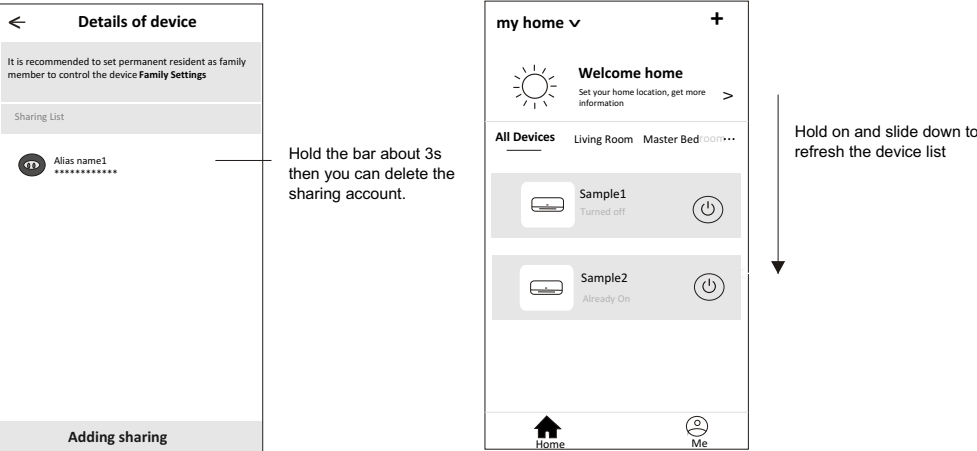 Details of device
It is recommended to set permanent resident as family
member to control the device Family Settings
Sharing List
Alias name1
************
Adding sharing
Hold the bar about 3s
then you can delete the
sharing account.
my home
Welcome home
Set your home location, get more
information
All Devices Living Room Master Bedroom ...
Sample1
Turned off
Sample2
Already On
Home Me
Hold on and slide down to
refresh the device list